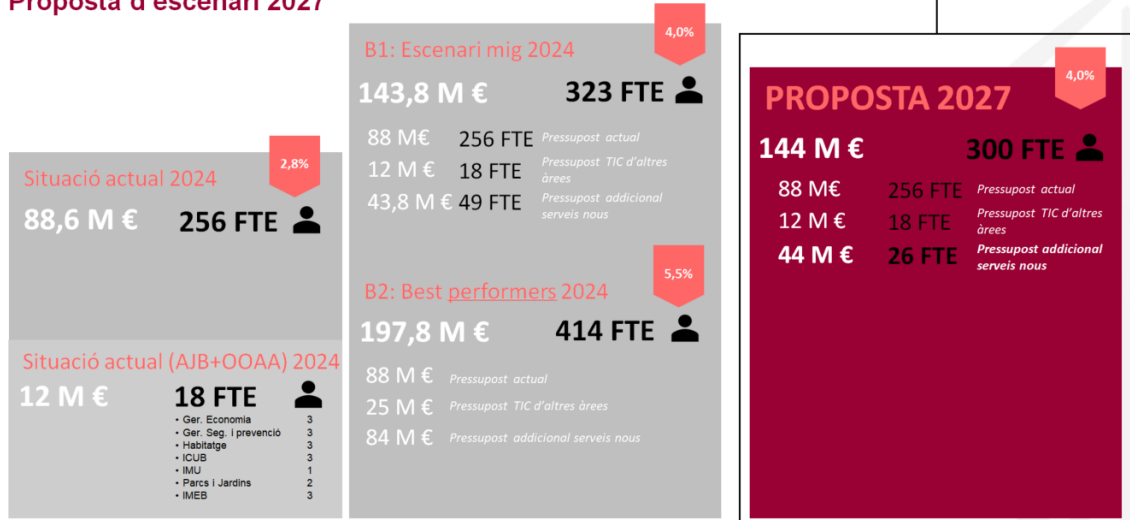 Proposta d'escenari 2027
2,8%
Situació actual 2024
88,6 M €
256 FTE
Situació actual (AJB+OOAA) 2024
12 M €
18 FTE
• Ger. Economia 3
• Ger. Seg. i prevenció 3
• Habitatge 3
• ICUB 3
• IMU 1
• Parcs i Jardins 2
• IMEB 3
4,0%
B1: Escenari mig 2024
143,8 M €
323 FTE
88 M€ 256 FTE Pressupost actual
12 M € 18 FTE Pressupost TIC d'altres
àrees
43,8 M € 49 FTE Pressupost addicional
serveis nous
5,5%
B2: Best performers 2024
197,8 M €
414 FTE
88 M € Pressupost actual
25 M € Pressupost TIC d'altres àrees
84 M € Pressupost addicional serveis nous
4,0%
PROPOSTA 2027
144 M €
300 FTE
88 M€ 256 FTE Pressupost actual
12 M € 18 FTE Pressupost TIC d'altres
àrees
44 M € 26 FTE Pressupost addicional
serveis nous